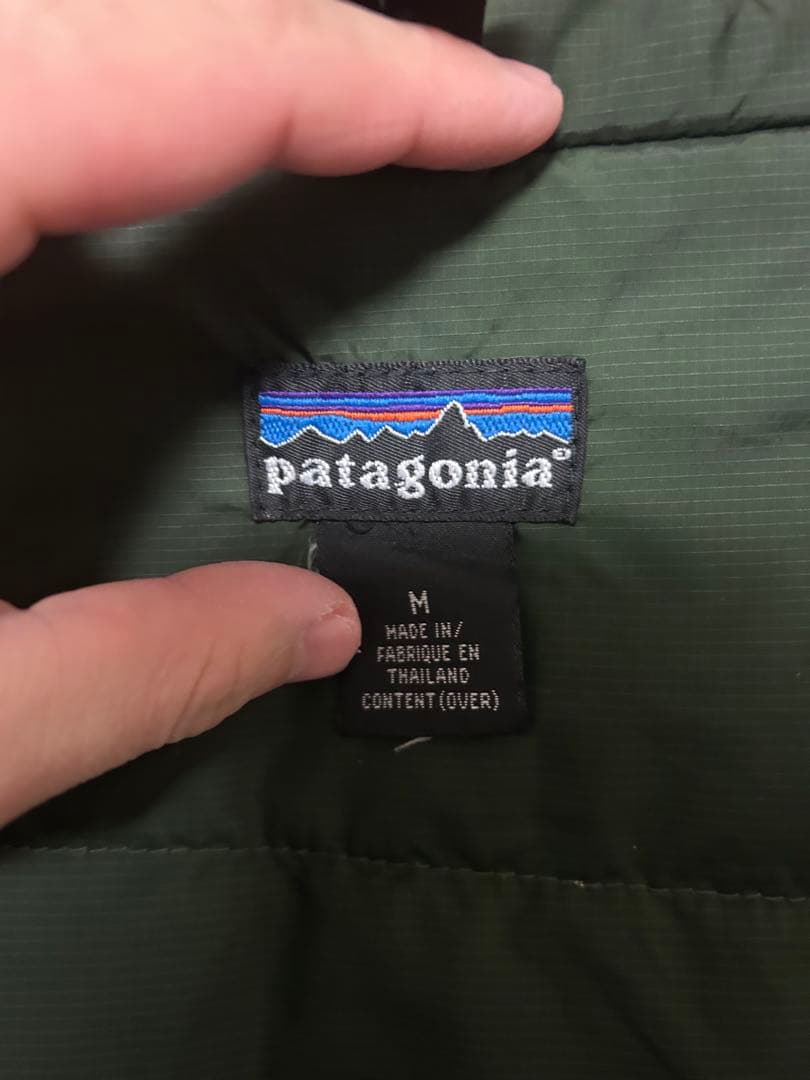 patagonia®
M
MADE IN/
FABRIQUE EN
THAILAND
CONTENT(OVER)